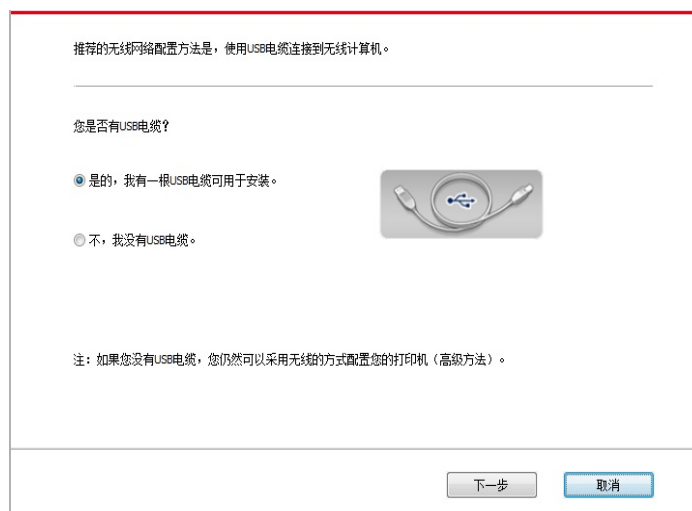 推荐的无线网络配置方法是，使用USB电缆连接到无线计算机。
您是否有USB电缆？
是的，我有一根USB电缆可用于安装。
不，我没有USB电缆。
注：如果您没有USB电缆，您仍然可以采用无线的方式配置您的打印机（高级方法）。
下一步
取消